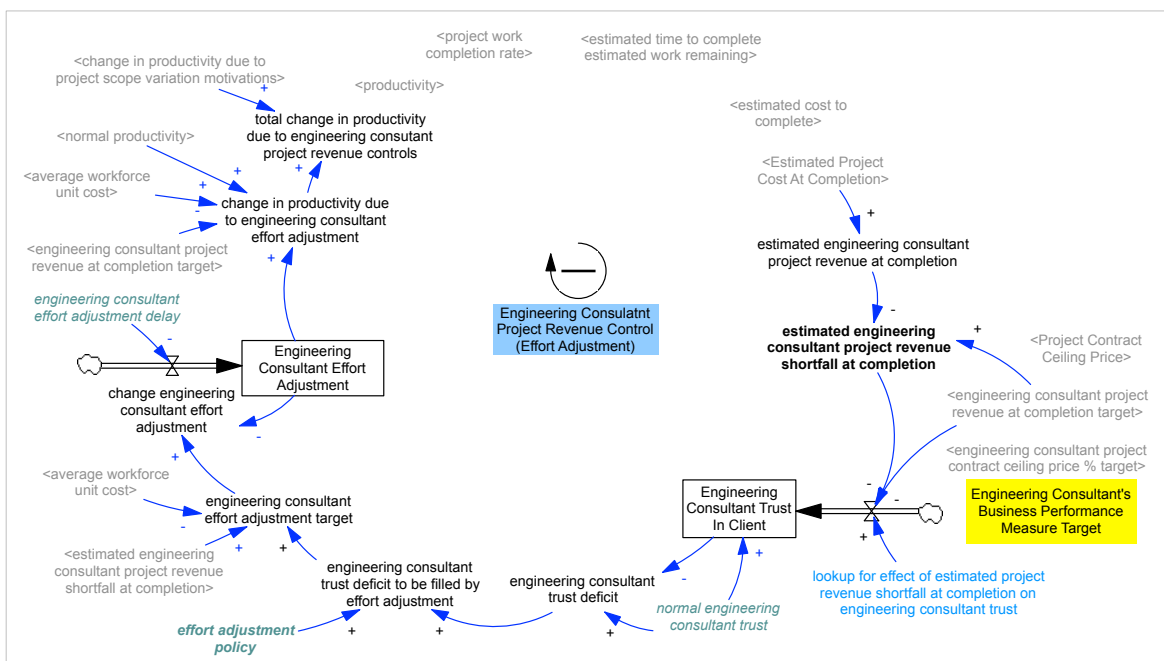 <change in productivity due to
project scope variation motivations>
<project work
completion rate>
<estimated time to complete
estimated work remaining>
<productivity>
+
total change in productivity
due to engineering consutant
project revenue controls
<estimated cost to
complete>
<normal productivity>
+
+
+
<average workforce
unit cost>
-
change in productivity due
to engineering consultant
effort adjustment
<Estimated Project
Cost At Completion>
+
<engineering consultant project
revenue at completion target>
+
+
estimated engineering consultant
project revenue at completion
engineering consultant
effort adjustment delay
-
Engineering Consulatnt
Project Revenue Control
(Effort Adjustment)
-
estimated engineering
consultant project revenue
shortfall at completion
+
<Project Contract
Ceiling Price>
Engineering
Consultant Effort
Adjustment
change engineering
consultant effort
adjustment
-
+
<engineering consultant project
revenue at completion target>
<engineering consultant project
contract ceiling price % target>
<average workforce
unit cost>
-
engineering consultant
effort adjustment target
Engineering
Consultant Trust
In Client
-
-
+
Engineering Consultant's
Business Performance
Measure Target
<estimated engineering
consultant project revenue
shortfall at completion>
+
+
engineering consultant
trust deficit to be filled by
effort adjustment
engineering consultant
trust deficit
-
+
lookup for effect of estimated project
revenue shortfall at completion on
engineering consultant trust
normal engineering
consultant trust
effort adjustment
policy
+
+
+